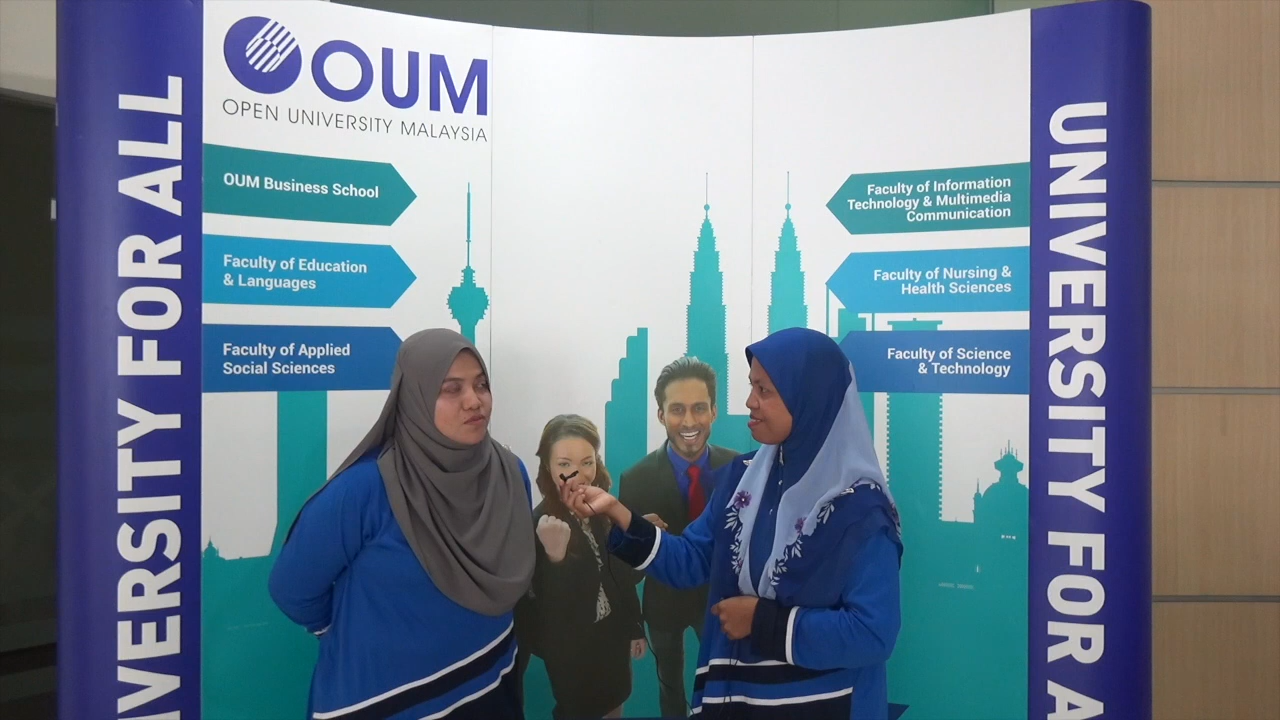 UNIVERSITY FOR ALL
OUM
OPEN UNIVERSITY MALAYSIA
OUM Business School
Faculty of Education
& Languages
Faculty of Applied
Social Sciences
Faculty of Information
Technology & Multimedia
Communication
Faculty of Nursing &
Health Sciences
Faculty of Science
& Technology
UNIVERSITY FOR A